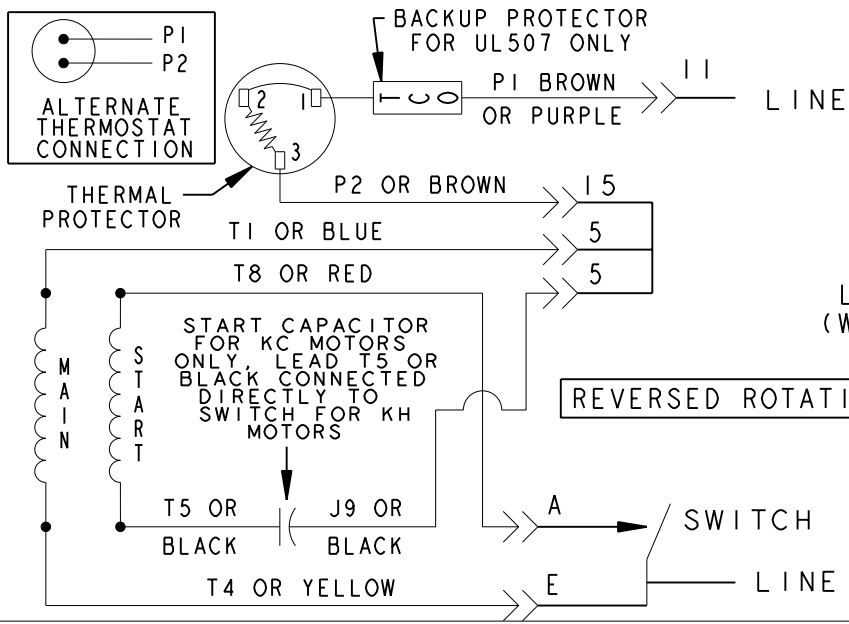 P1
P2
ALTERNATE
THERMOSTAT
CONNECTION
BACKUP PROTECTOR
FOR UL507 ONLY
2
1
3
TCO
P1 BROWN
OR PURPLE
11
LINE
THERMAL
PROTECTOR
P2 OR BROWN
15
T1 OR BLUE
5
T8 OR RED
5
L
(W
START CAPACITOR
FOR KC MOTORS
ONLY, LEAD T5 OR
BLACK CONNECTED
DIRECTLY TO
SWITCH FOR KH
MOTORS
MAIN
START
REVERSED ROTATI
T5 OR
BLACK
J9 OR
BLACK
A
SWITCH
T4 OR YELLOW
E
LINE